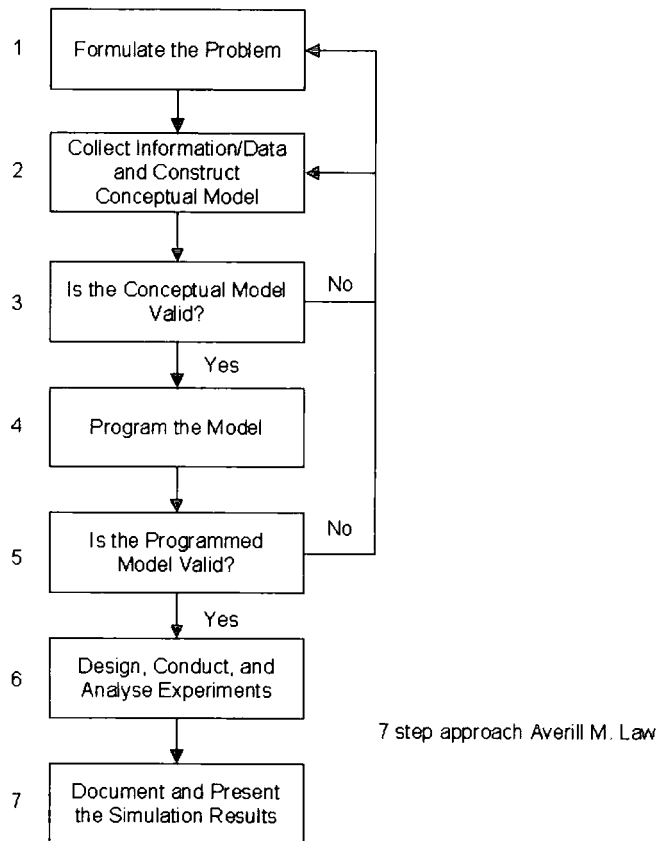 1
Formulate the Problem
2
Collect Information/Data
and Construct
Conceptual Model
3
Is the Conceptual Model
Valid?
No
Yes
4
Program the Model
5
Is the Programmed
Model Valid?
No
Yes
6
Design, Conduct, and
Analyse Experiments
7 step approach Averill M. Law
7
Document and Present
the Simulation Results